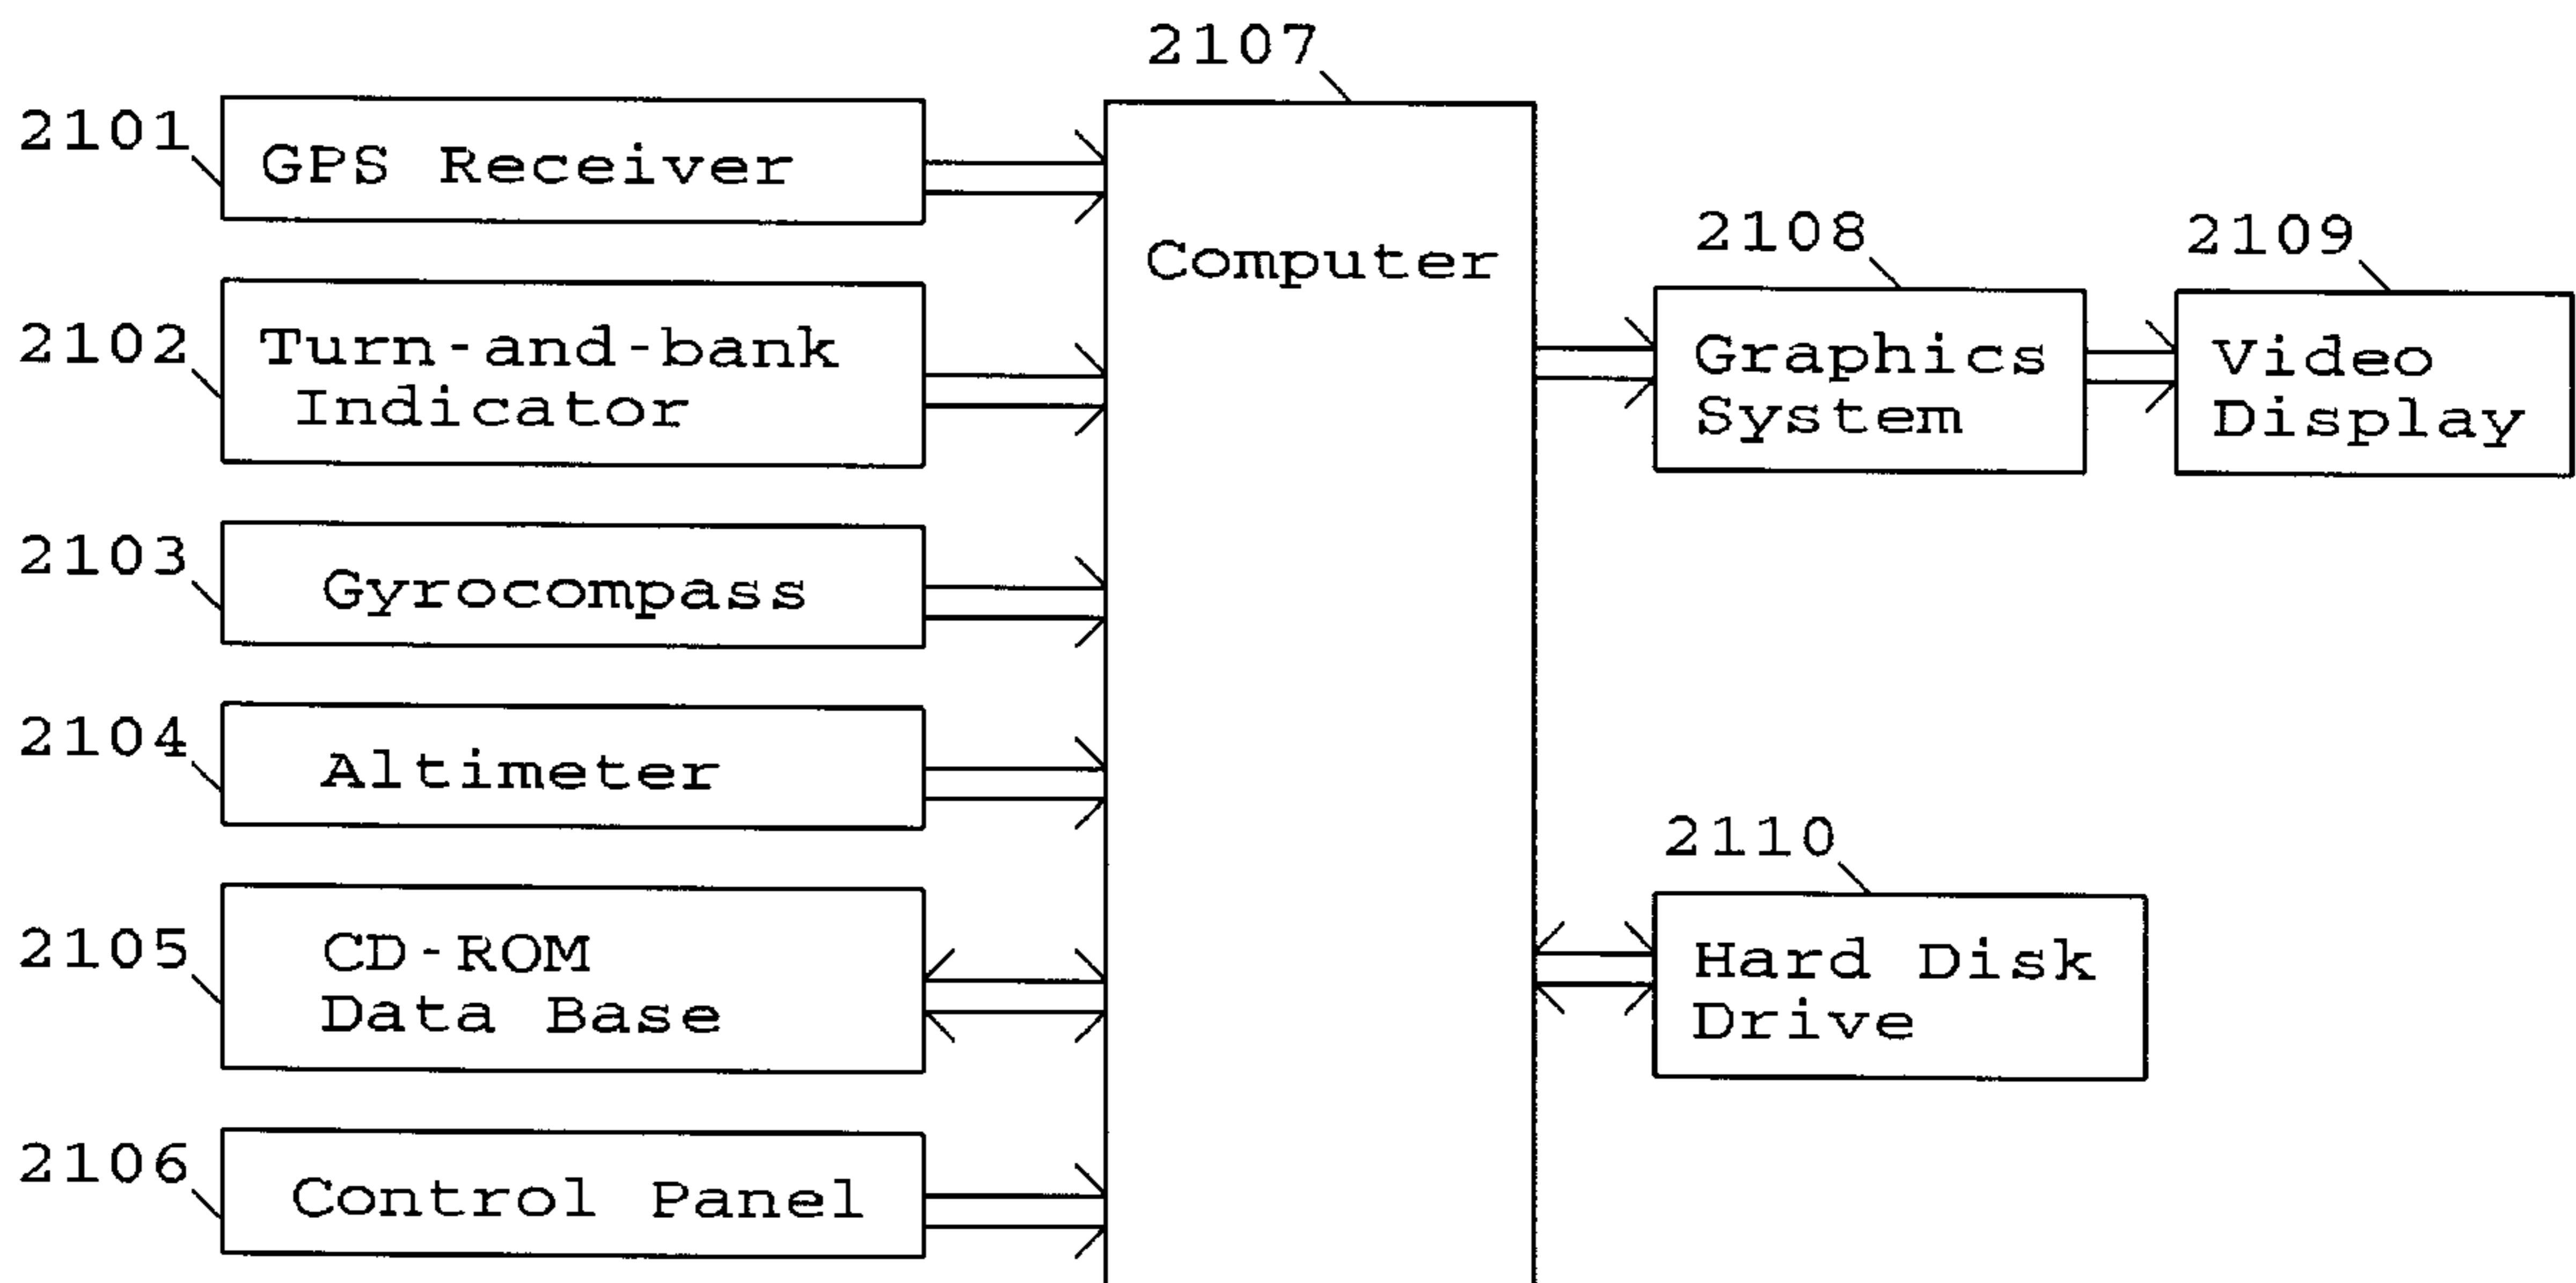 2101
GPS Receiver
2102
Turn-and-bank
Indicator
2103
Gyrocompass
2104
Altimeter
2105
CD-ROM
Data Base
2106
Control Panel
2107
Computer
2108
Graphics
System
2109
Video
Display
2110
Hard Disk
Drive